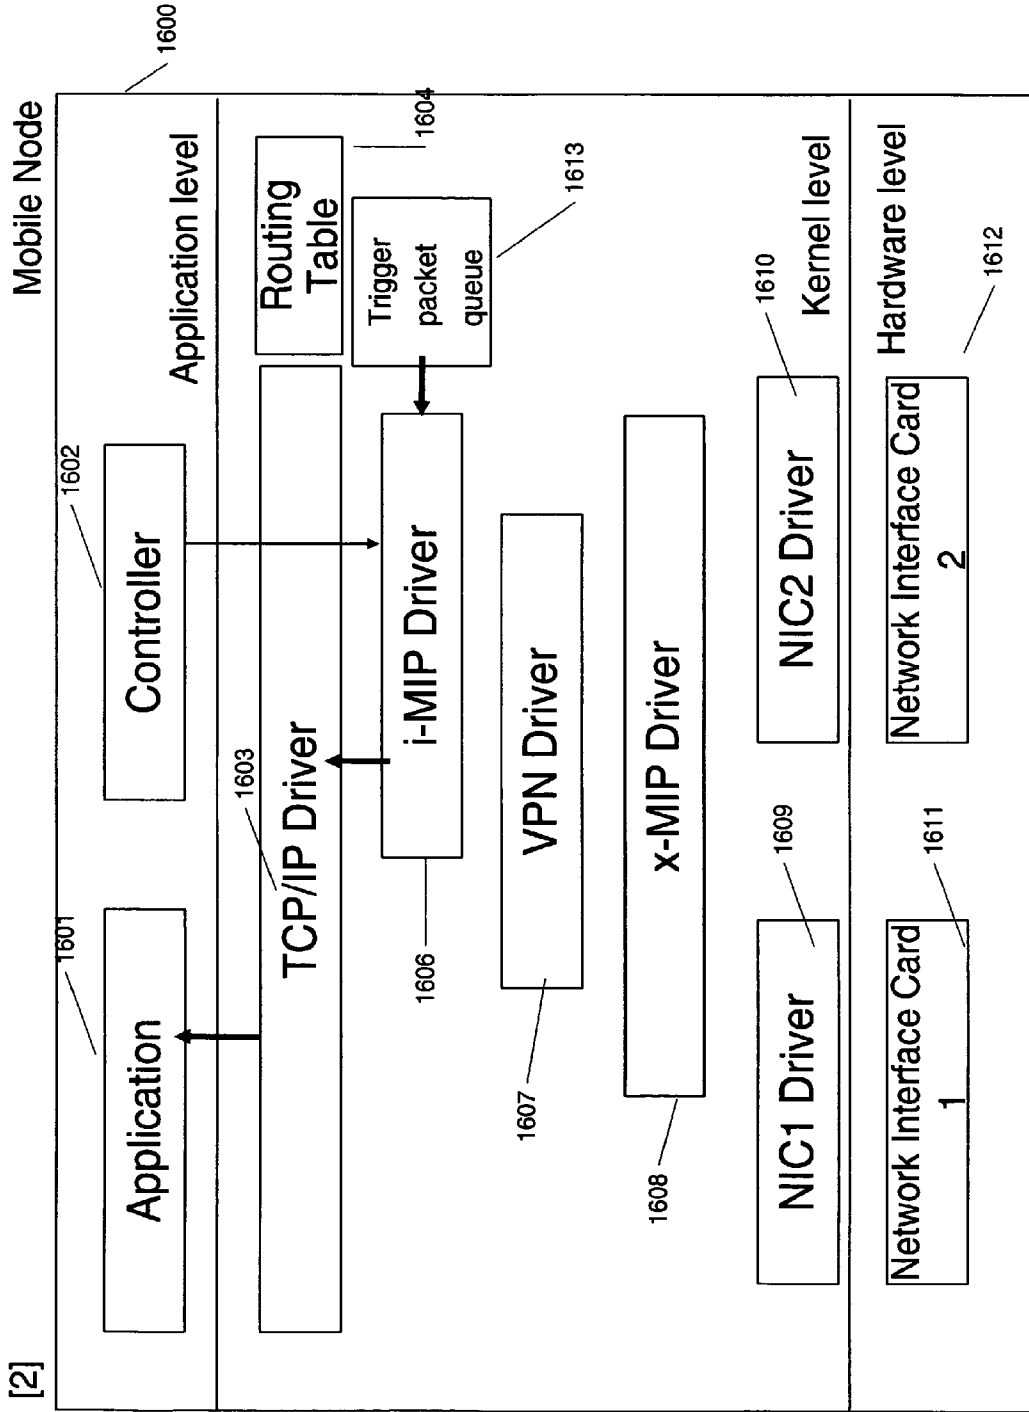 [2]
Mobile Node
1600
Application level
1601
Application
1602
Controller
1603
TCP/IP Driver
Routing
Table
1604
Trigger
packet
queue
1613
i-MIP Driver
1606
VPN Driver
1607
x-MIP Driver
1608
NIC1 Driver
1609
NIC2 Driver
1610
Kernel level
Hardware level
Network Interface Card
1
1611
Network Interface Card
2
1612